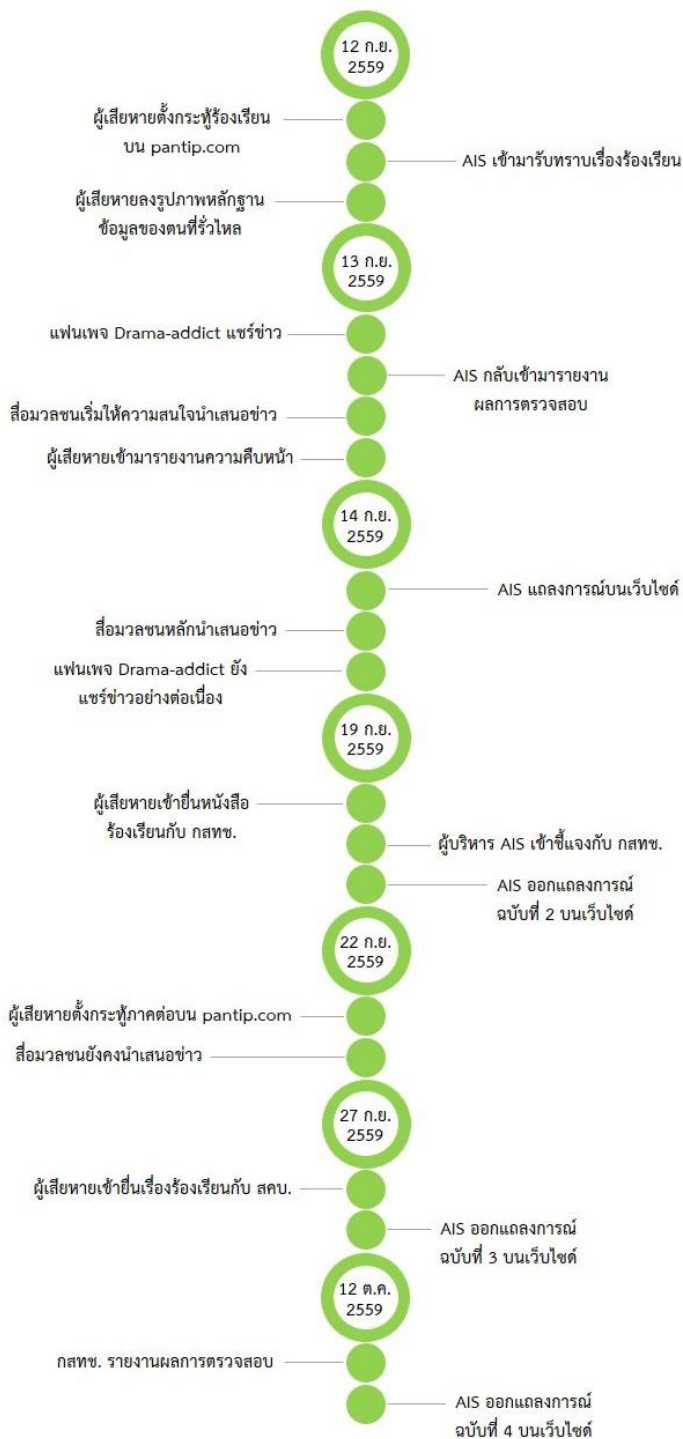 12 ก.ย.
2559
ผู้เสียหายตั้งกระทู้ร้องเรียน
บน pantip.com
AIS เข้ามารับทราบเรื่องร้องเรียน
ผู้เสียหายลงรูปภาพหลักฐาน
ข้อมูลของตนที่รั่วไหล
13 ก.ย.
2559
แฟนเพจ Drama-addict แชร์ข่าว
AIS กลับเข้ามารายงาน
ผลการตรวจสอบ
สื่อมวลชนเริ่มให้ความสนใจนำเสนอข่าว
ผู้เสียหายเข้ามารายงานความคืบหน้า
14 ก.ย.
2559
AIS แถลงการณ์บนเว็บไซด์
สื่อมวลชนหลักนำเสนอข่าว
แฟนเพจ Drama-addict ยัง
แชร์ข่าวอย่างต่อเนื่อง
19 ก.ย.
2559
ผู้เสียหายเข้ายื่นหนังสือ
ร้องเรียนกับ กสทช.
ผู้บริหาร AIS เข้าชี้แจงกับ กสทช.
AIS ออกแถลงการณ์
ฉบับที่ 2 บนเว็บไซด์
22 ก.ย.
2559
ผู้เสียหายตั้งกระทู้ภาคต่อบน pantip.com
สื่อมวลชนยังคงนำเสนอข่าว
27 ก.ย.
2559
ผู้เสียหายเข้ายื่นเรื่องร้องเรียนกับ สคบ.
AIS ออกแถลงการณ์
ฉบับที่ 3 บนเว็บไซด์
12 ต.ค.
2559
กสทช. รายงานผลการตรวจสอบ
AIS ออกแถลงการณ์
ฉบับที่ 4 บนเว็บไซด์